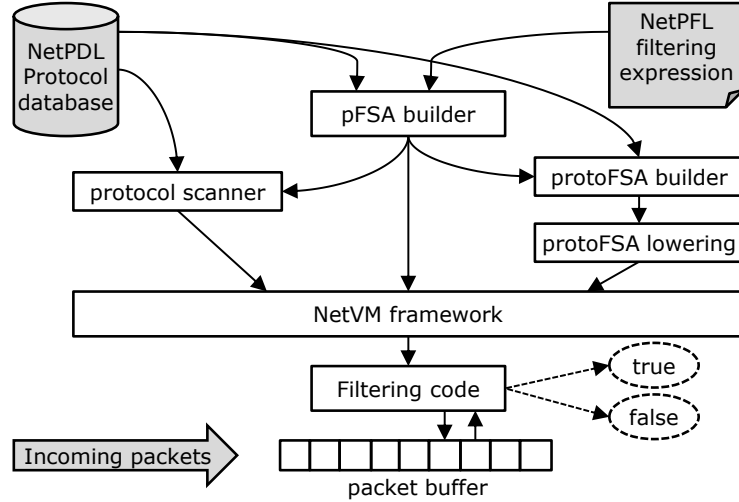 NetPDL
Protocol
database
NetPFL
filtering
expression
pFSA builder
protocol scanner
protoFSA builder
protoFSA lowering
NetVM framework
Filtering code
true
false
Incoming packets
packet buffer